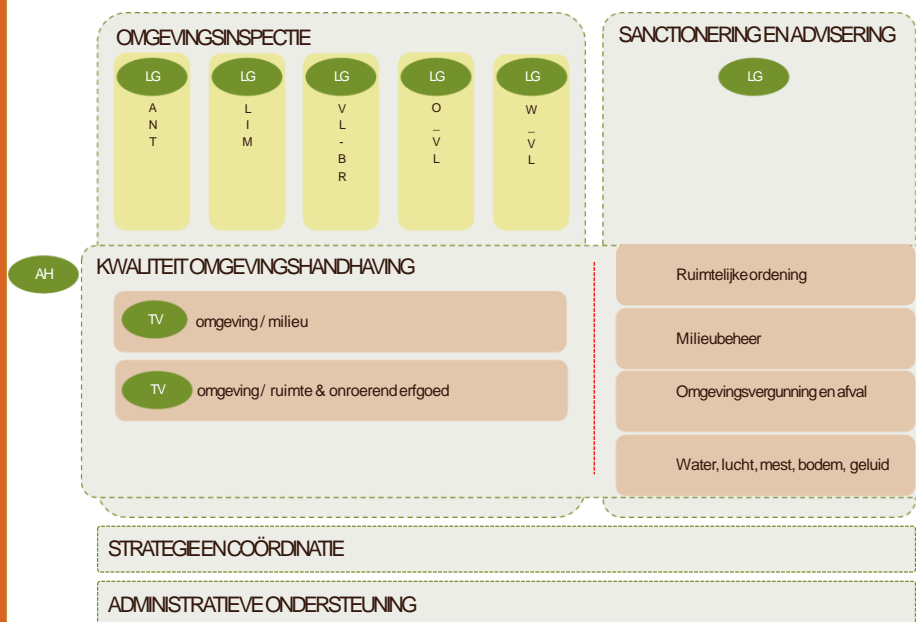 OMGEVINGSINSPECTIE
LG
A
N
T
LG
L
I
M
LG
V
L
-
B
R
LG
O
_
V
L
LG
W
_
V
L
SANCTIONERING EN ADVISERING
LG
AH
KWALITEIT OMGEVINGSHANDHAVING
TV omgeving / milieu
TV omgeving / ruimte & onroerend erfgoed
Ruimtelijke ordening
Milieubeheer
Omgevingsvergunning en afval
Water, lucht, mest, bodem, geluid
STRATEGIE EN COÖRDINATIE
ADMINISTRATIEVE ONDERSTEUNING